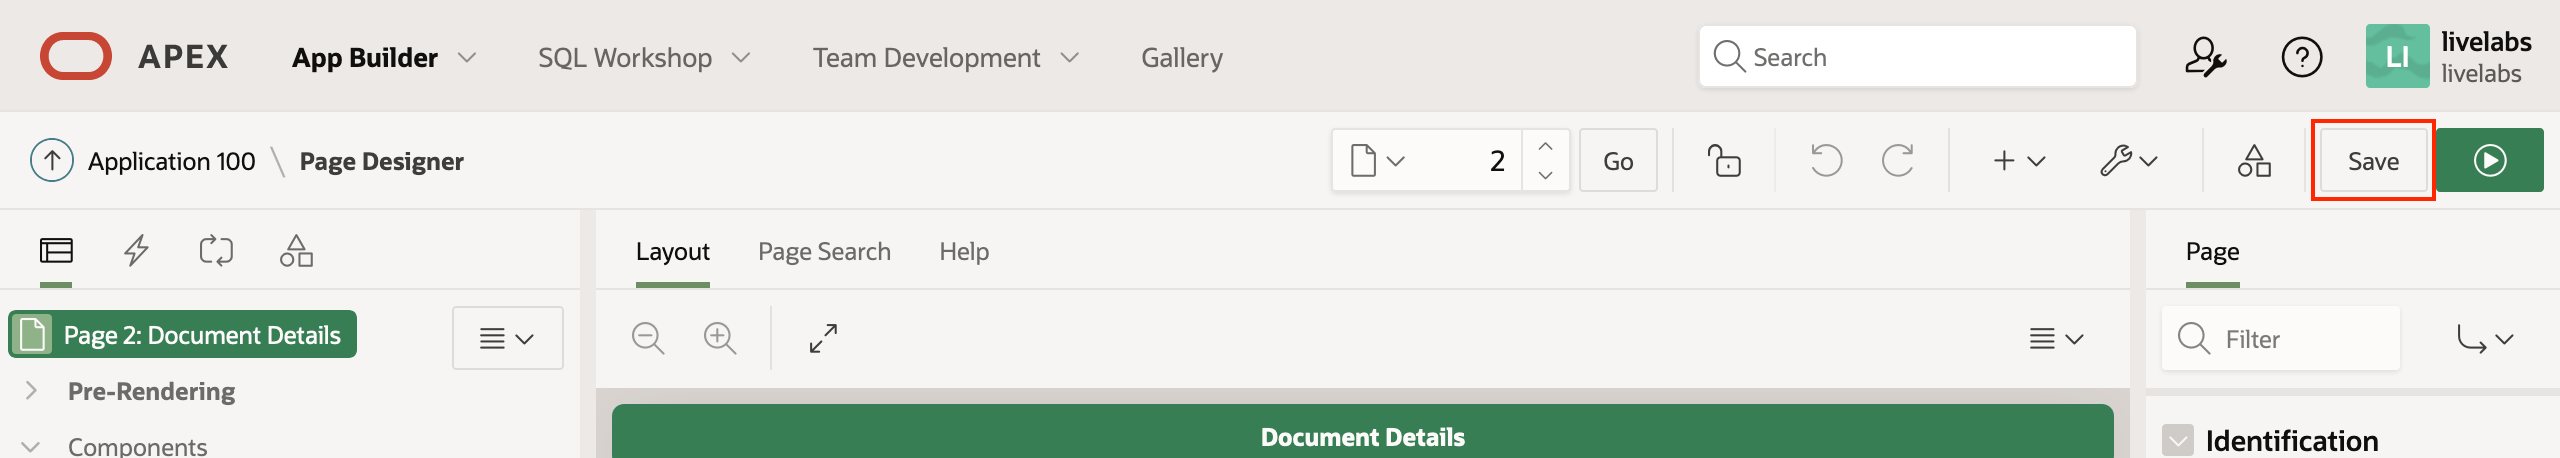 APEX App Builder SQL Workshop Team Development Gallery Search LI livelabs
livelabs
Application 100 \ Page Designer 2 Go Save
Layout Page Search Help Page
Page 2: Document Details Filter
Pre-Rendering
Components Document Details Identification